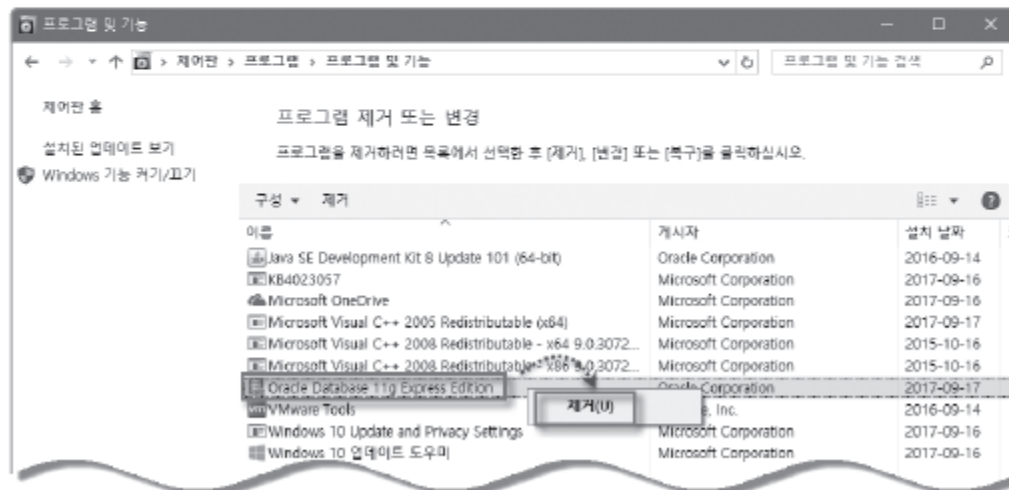 프로그램 및 기능
제어판 > 프로그램 > 프로그램 및 기능
프로그램 및 기능 검색
제어판 홈
설치된 업데이트 보기
Windows 기능 켜기/끄기
프로그램 제거 또는 변경
프로그램을 제거하려면 목록에서 선택한 후 [제거], [변경] 또는 [복구]를 클릭하십시오.
구성 제거
이름 게시자 설치 날짜
Java SE Development Kit 8 Update 101 (64-bit) Oracle Corporation 2016-09-14
KB4023057 Microsoft Corporation 2017-09-16
Microsoft OneDrive Microsoft Corporation 2017-09-16
Microsoft Visual C++ 2005 Redistributable (x64) Microsoft Corporation 2017-09-17
Microsoft Visual C++ 2008 Redistributable - x64 9.0.3072... Microsoft Corporation 2015-10-16
Microsoft Visual C++ 2008 Redistributable - x86 9.0.3072... Microsoft Corporation 2015-10-16
Oracle Database 11g Express Edition Oracle Corporation 2017-09-17
제거(U)
VMware Tools e, Inc. 2016-09-14
Windows 10 Update and Privacy Settings Microsoft Corporation 2017-09-16
Windows 10 업데이트 도우미 Microsoft Corporation 2017-09-16